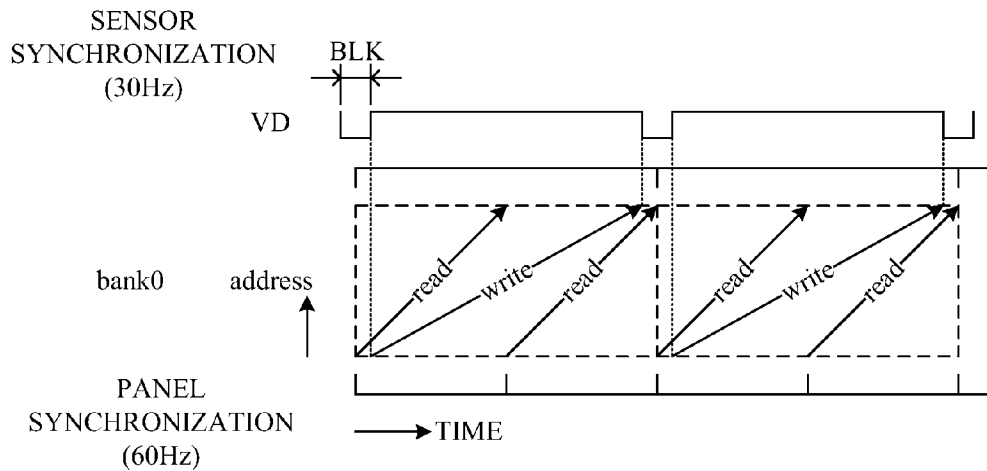 SENSOR
SYNCHRONIZATION
(30Hz)
BLK
VD
bank0
address
read
write
read
read
write
read
PANEL
SYNCHRONIZATION
(60Hz)
TIME